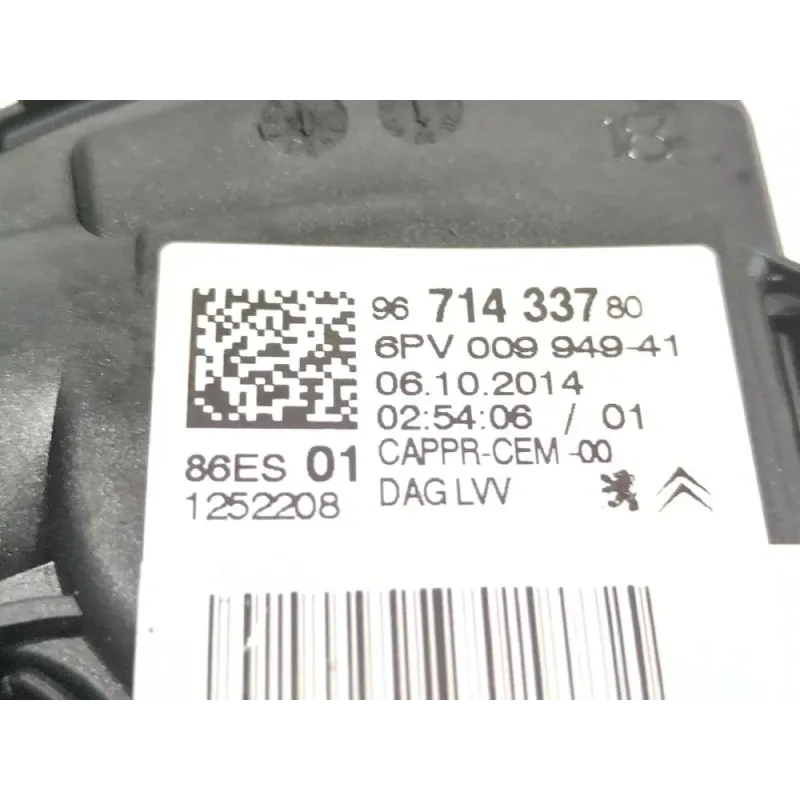 96 714 337 80
6PV 009 949-41
06.10.2014
02:54:06 / 01
86ES 01 CAPPR-CEM -00
1252208 DAG LVV